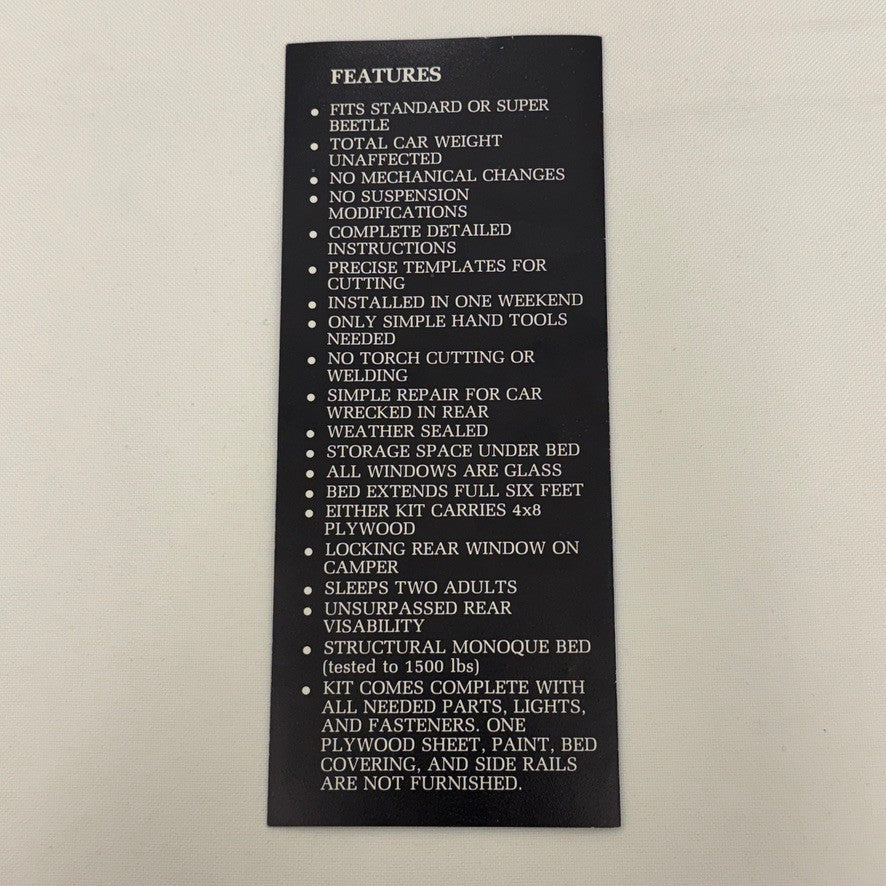 FEATURES
• FITS STANDARD OR SUPER
BEETLE
• TOTAL CAR WEIGHT
UNAFFECTED
• NO MECHANICAL CHANGES
• NO SUSPENSION
MODIFICATIONS
• COMPLETE DETAILED
INSTRUCTIONS
• PRECISE TEMPLATES FOR
CUTTING
• INSTALLED IN ONE WEEKEND
• ONLY SIMPLE HAND TOOLS
NEEDED
• NO TORCH CUTTING OR
WELDING
• SIMPLE REPAIR FOR CAR
WRECKED IN REAR
• WEATHER SEALED
• STORAGE SPACE UNDER BED
• ALL WINDOWS ARE GLASS
• BED EXTENDS FULL SIX FEET
• EITHER KIT CARRIES 4x8
PLYWOOD
• LOCKING REAR WINDOW ON
CAMPER
• SLEEPS TWO ADULTS
• UNSURPASSED REAR
VISABILITY
• STRUCTURAL MONOQUE BED
(tested to 1500 lbs)
• KIT COMES COMPLETE WITH
ALL NEEDED PARTS, LIGHTS,
AND FASTENERS. ONE
PLYWOOD SHEET, PAINT, BED
COVERING, AND SIDE RAILS
ARE NOT FURNISHED.